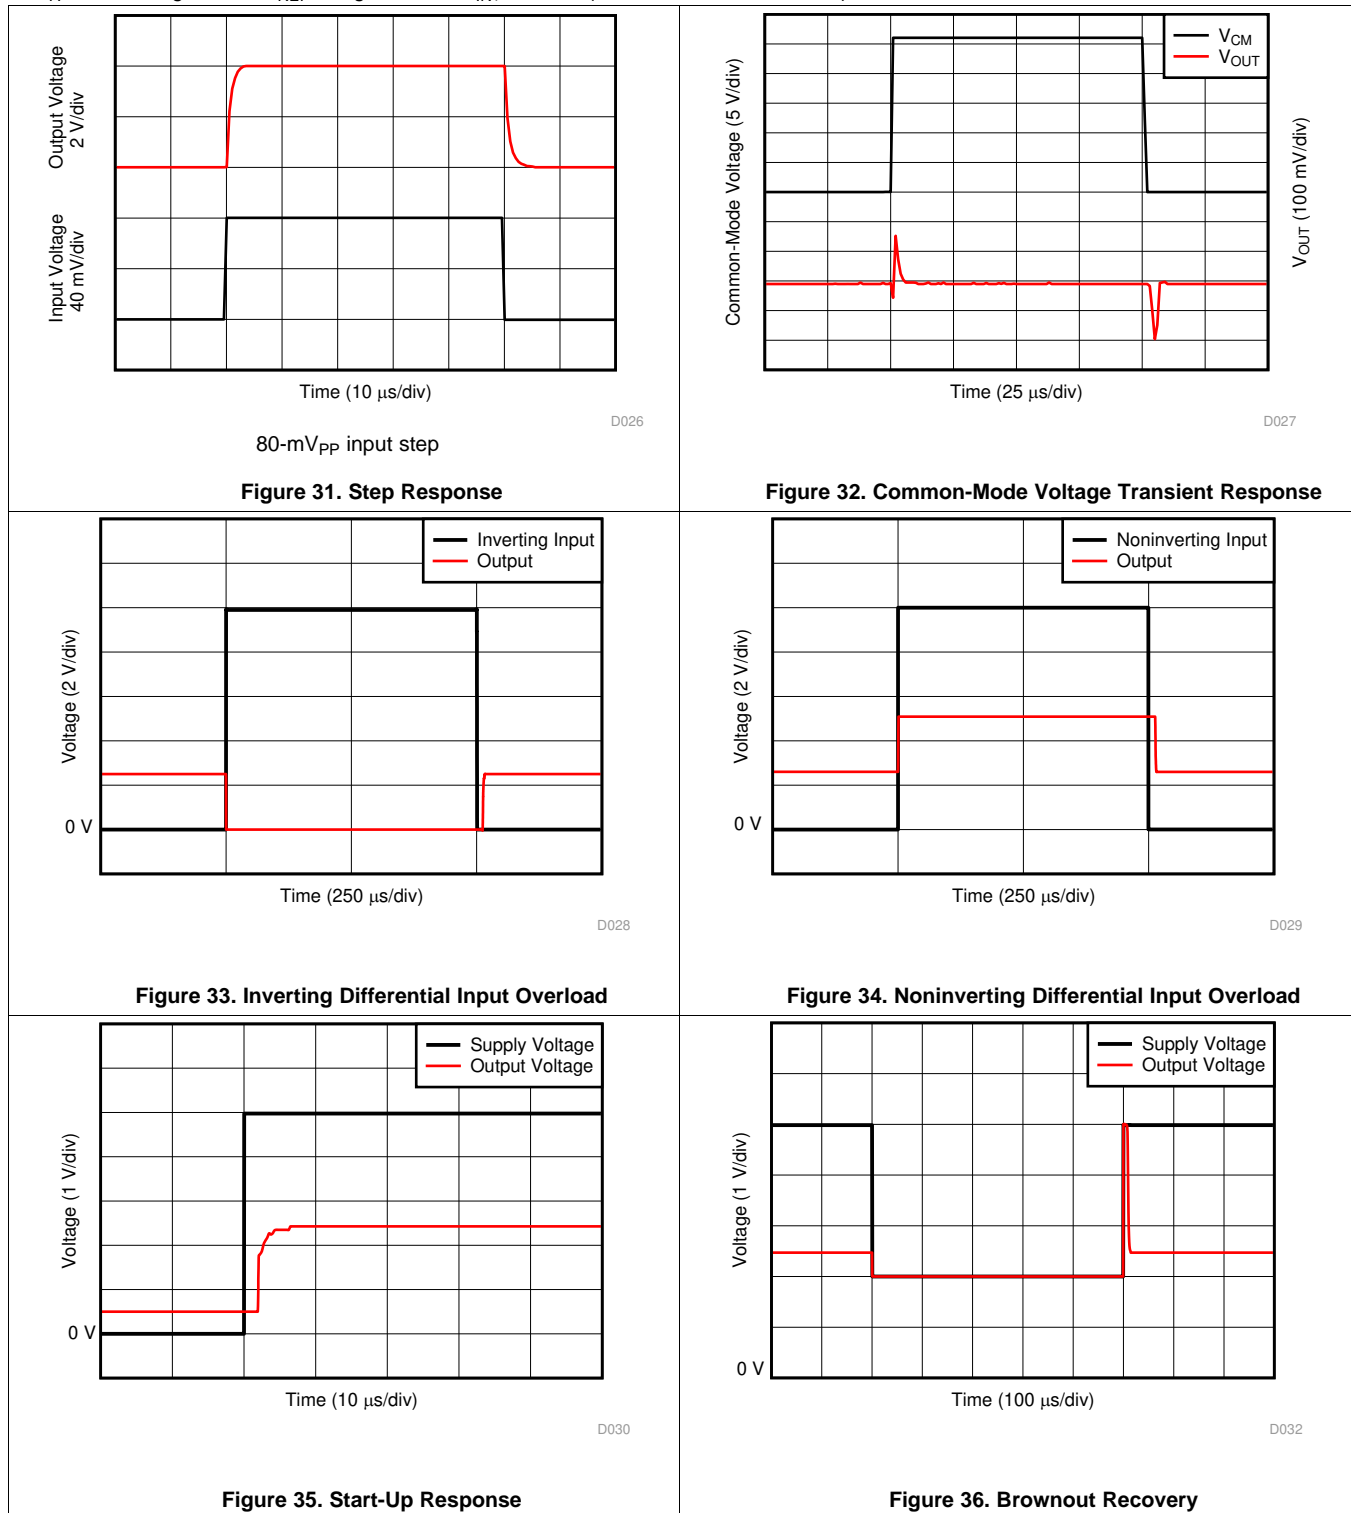 Output Voltage
2 V/div
Input Voltage
40 mV/div
Time (10 µs/div)
D026
80-mVPP input step
Figure 31. Step Response
VCM
VOUT
Common-Mode Voltage (5 V/div)
VOUT (100 mV/div)
Time (25 µs/div)
D027
Figure 32. Common-Mode Voltage Transient Response
Inverting Input
Output
Voltage (2 V/div)
0 V
Time (250 µs/div)
D028
Figure 33. Inverting Differential Input Overload
Noninverting Input
Output
Voltage (2 V/div)
0 V
Time (250 µs/div)
D029
Figure 34. Noninverting Differential Input Overload
Supply Voltage
Output Voltage
Voltage (1 V/div)
0 V
Time (10 µs/div)
D030
Figure 35. Start-Up Response
Supply Voltage
Output Voltage
Voltage (1 V/div)
0 V
Time (100 µs/div)
D032
Figure 36. Brownout Recovery